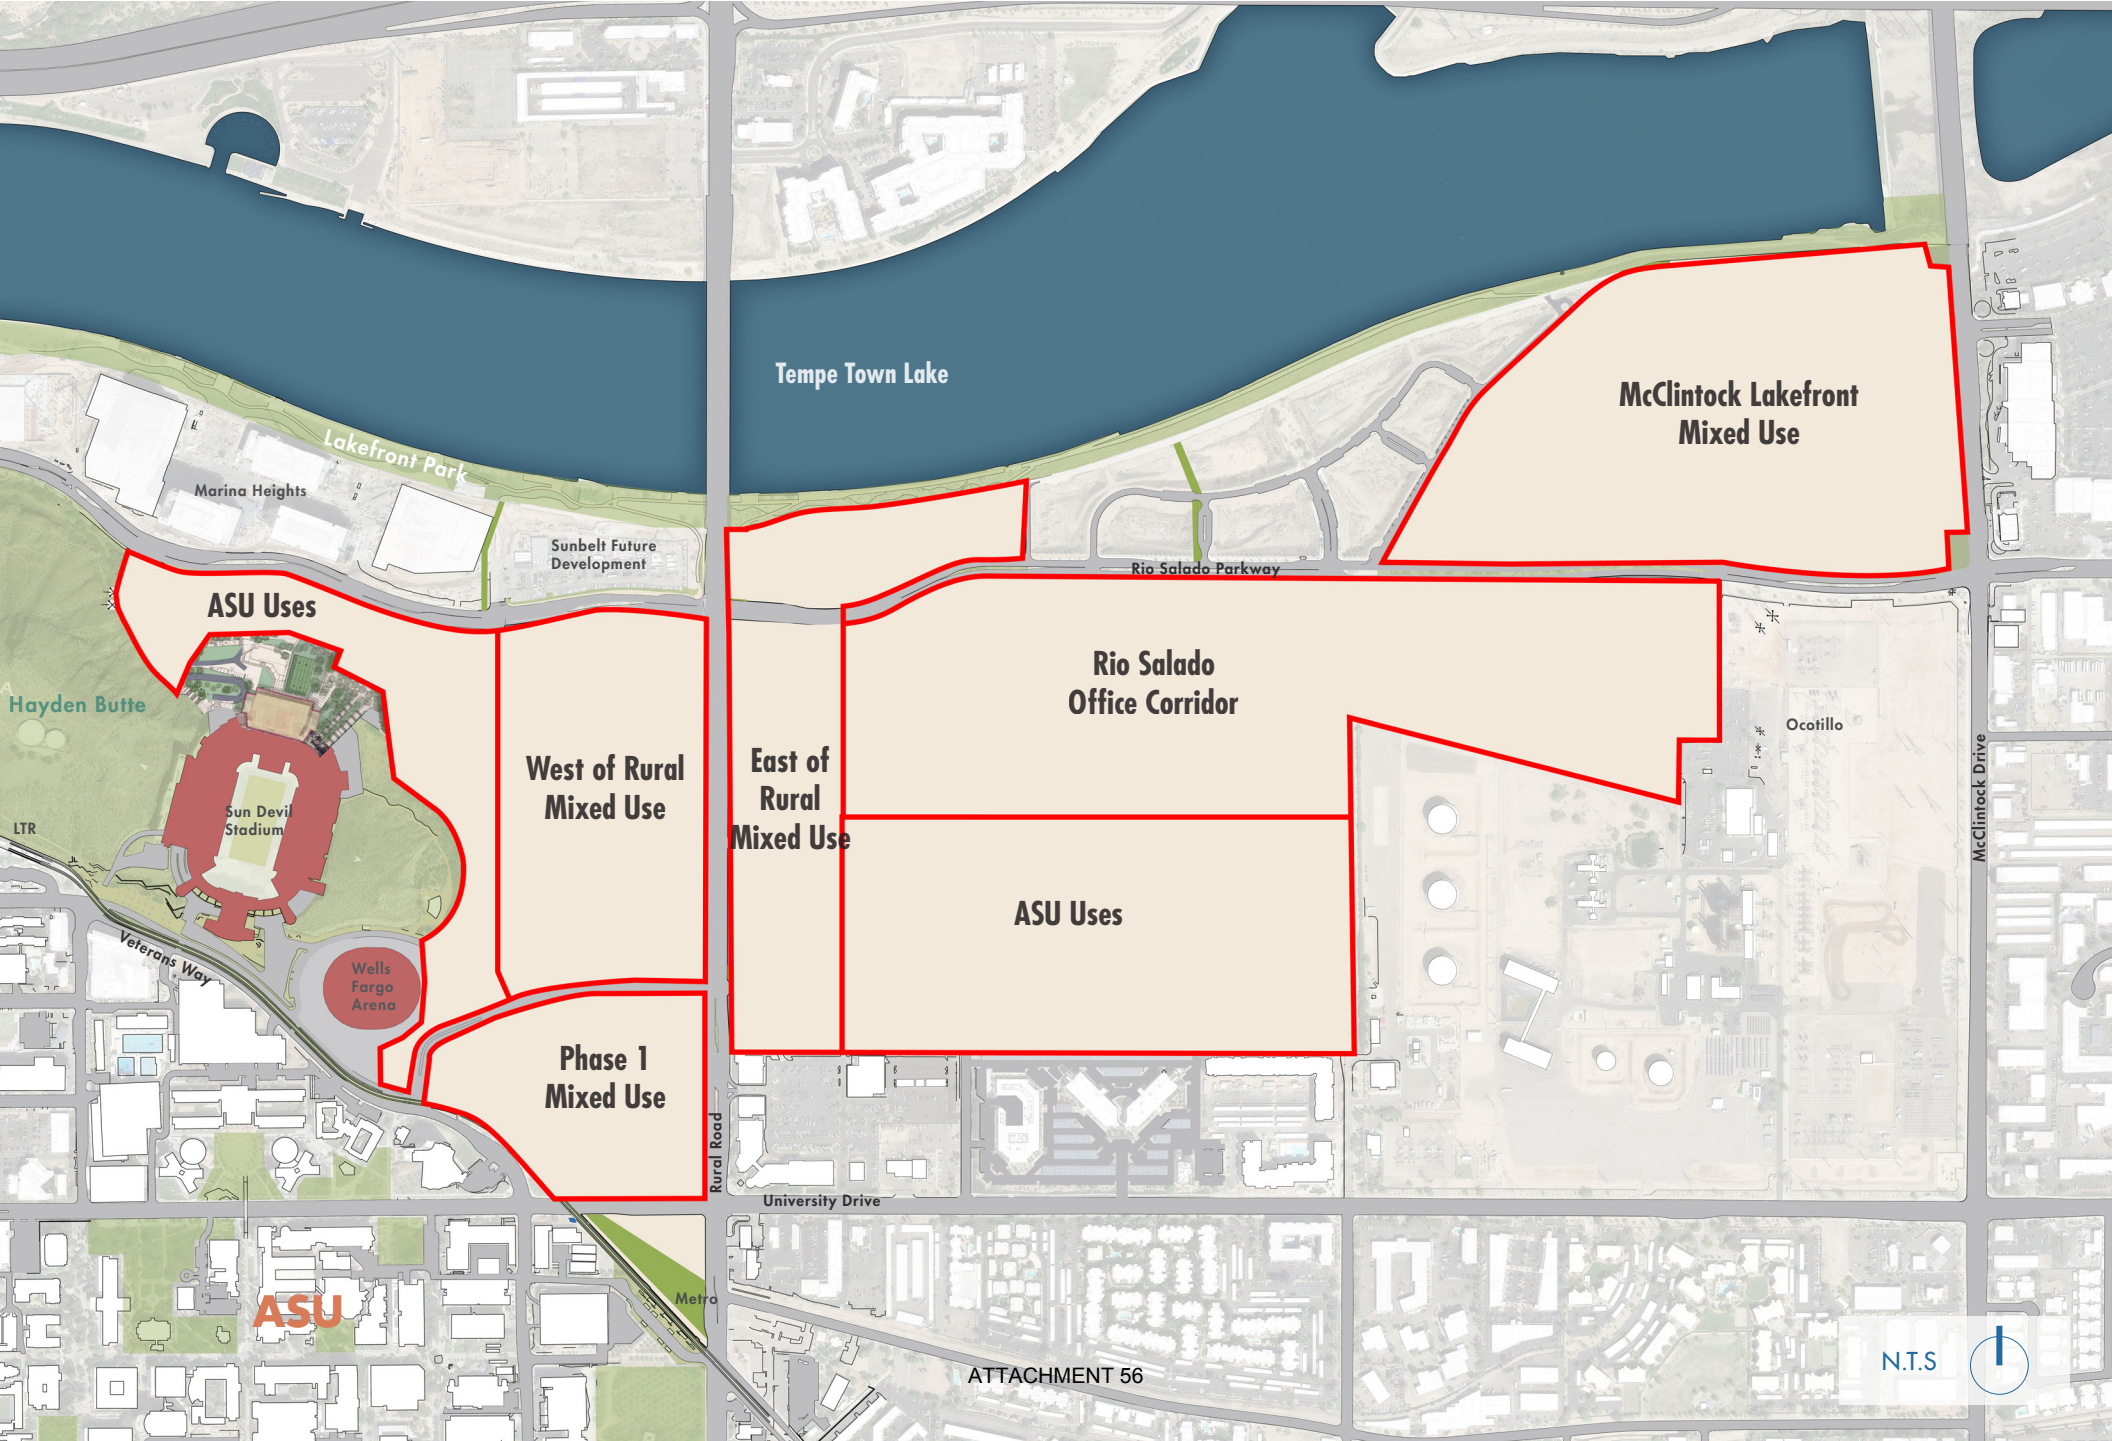 Tempe Town Lake
McClintock Lakefront
Mixed Use
Lakefront Park
Marina Heights
Sunbelt Future
Development
Rio Salado Parkway
ASU Uses
Rio Salado
Office Corridor
Hayden Butte
Ocotillo
West of Rural
Mixed Use
East of
Rural
Mixed Use
McClintock Drive
Sun Devil
Stadium
LTR
ASU Uses
Veterans Way
Wells
Fargo
Arena
Phase 1
Mixed Use
Rural Road
University Drive
Metro
ASU
N.T.S
ATTACHMENT 56